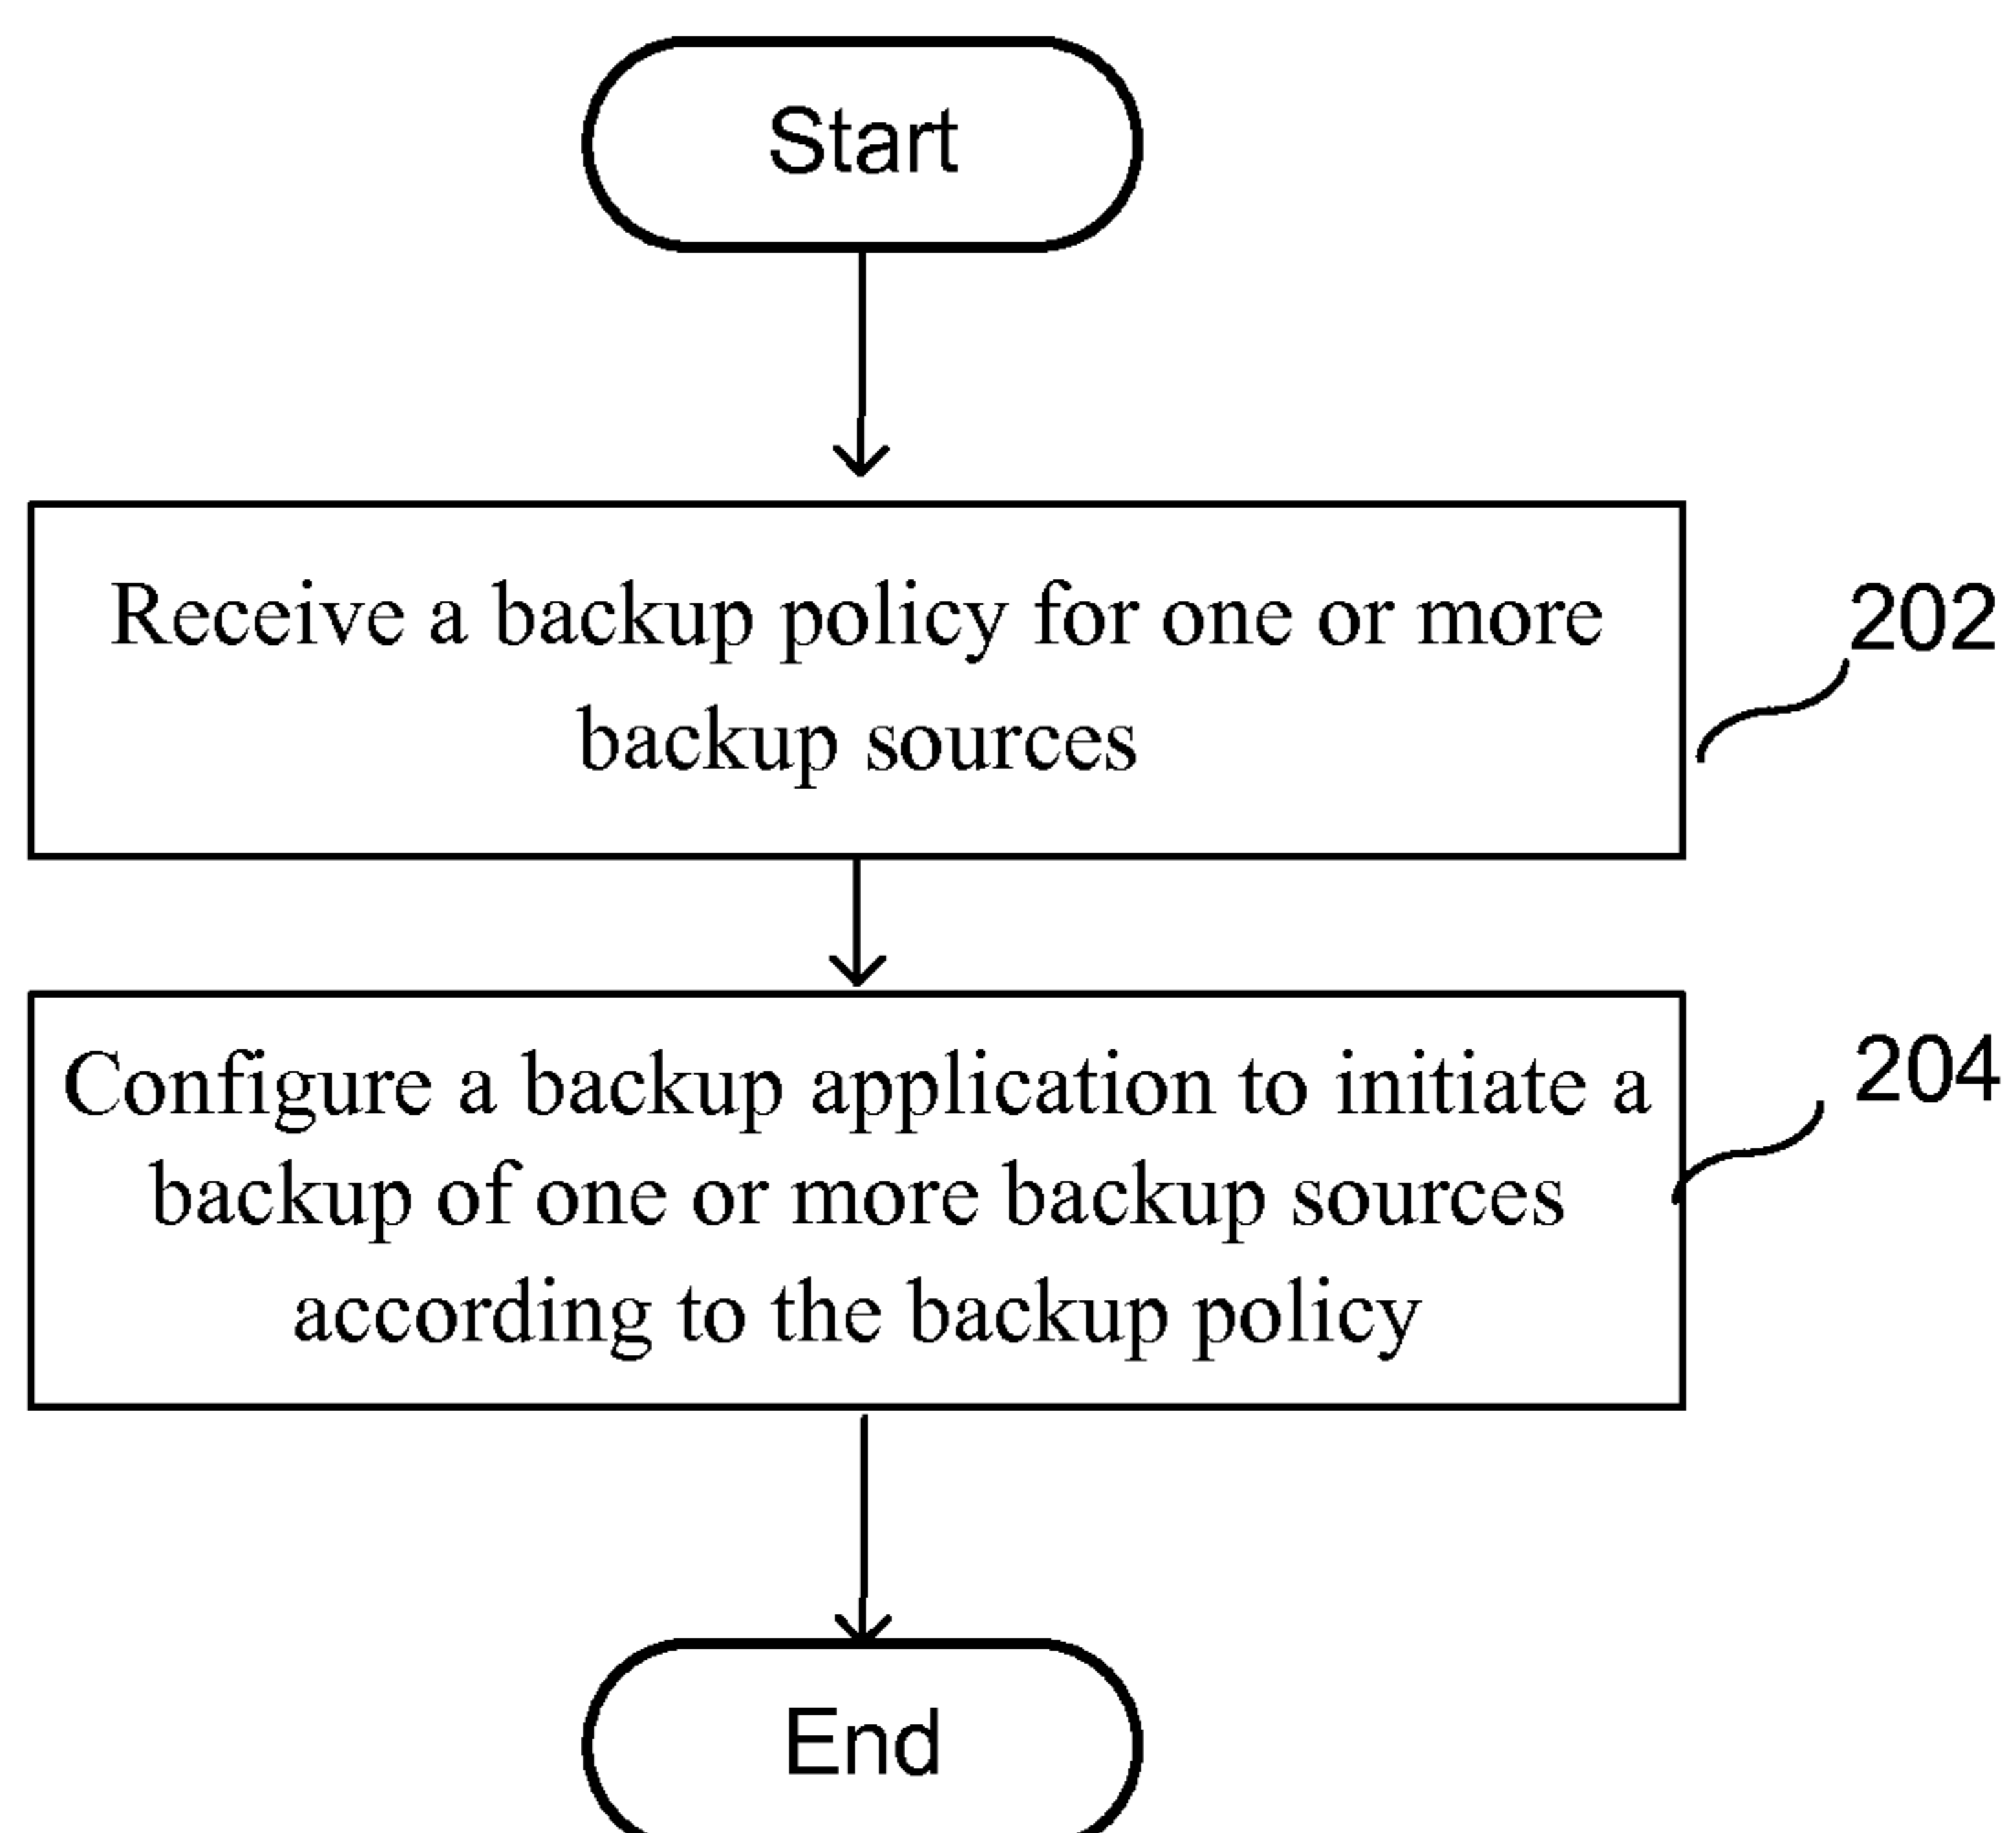 Start
Receive a backup policy for one or more
backup sources
202
Configure a backup application to initiate a
backup of one or more backup sources
according to the backup policy
204
End